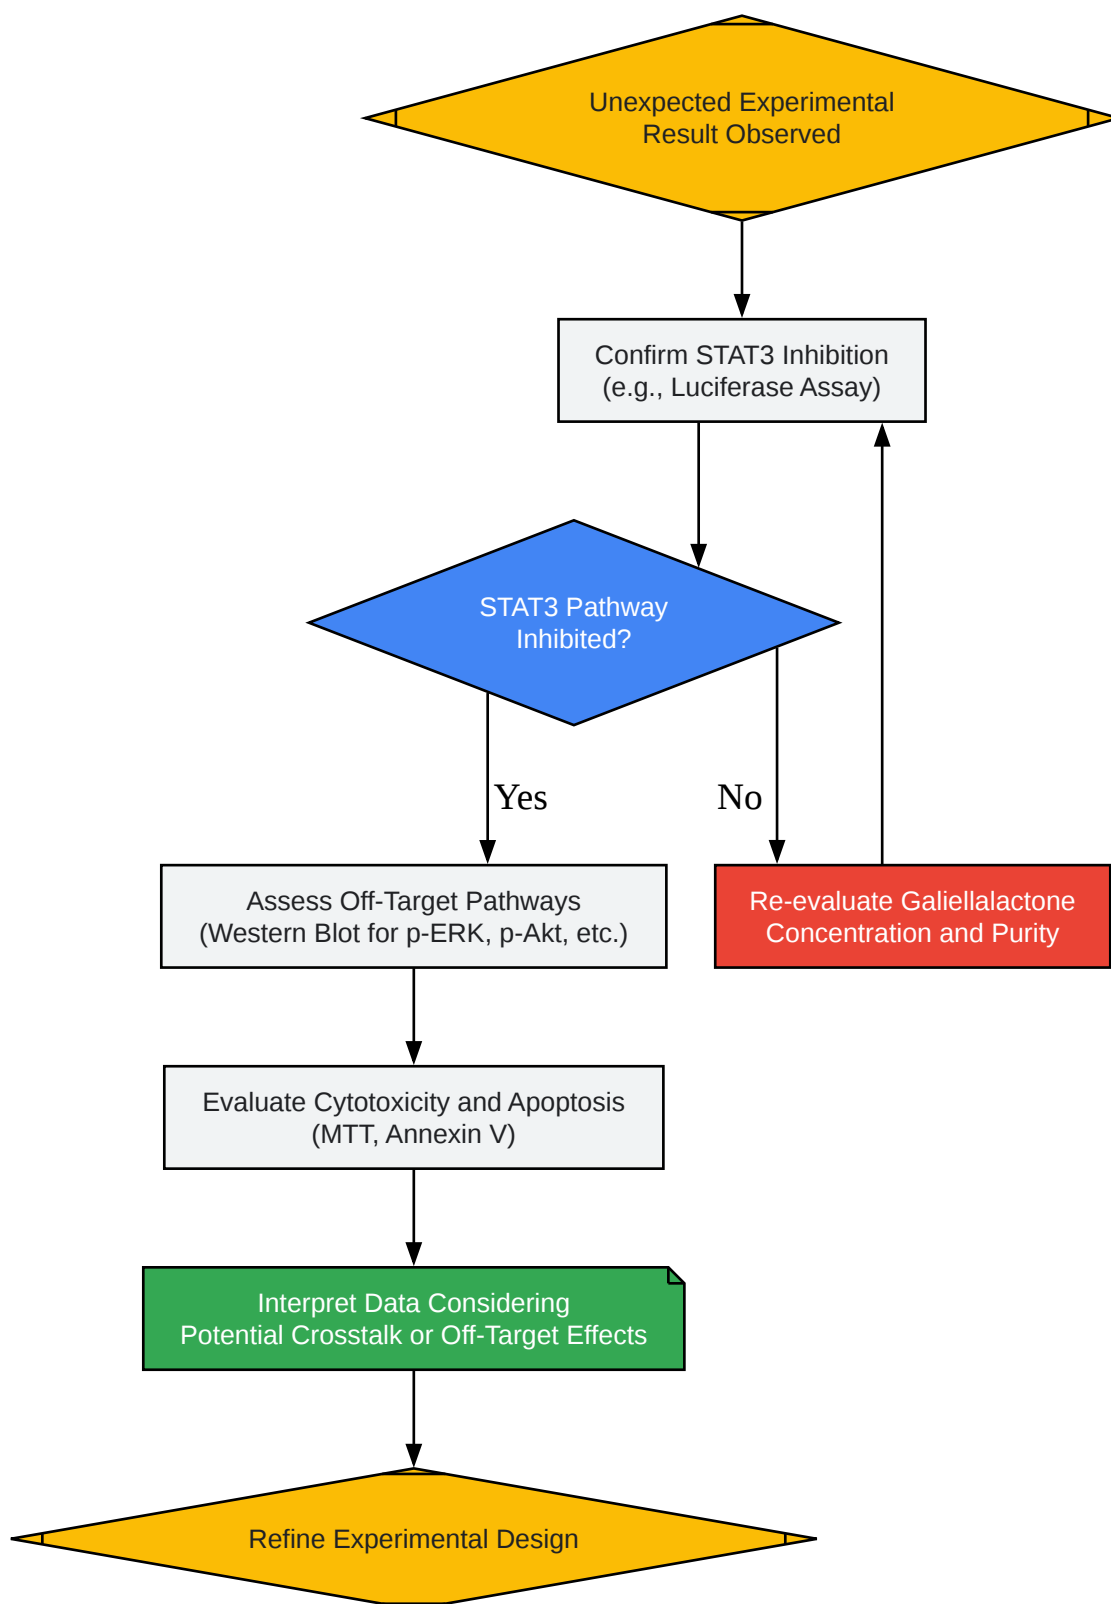 Unexpected Experimental
Result Observed
Confirm STAT3 Inhibition
(e.g., Luciferase Assay)
STAT3 Pathway
Inhibited?
Yes
No
Assess Off-Target Pathways
(Western Blot for p-ERK, p-Akt, etc.)
Re-evaluate Galiellalactone
Concentration and Purity
Evaluate Cytotoxicity and Apoptosis
(MTT, Annexin V)
Interpret Data Considering
Potential Crosstalk or Off-Target Effects
Refine Experimental Design